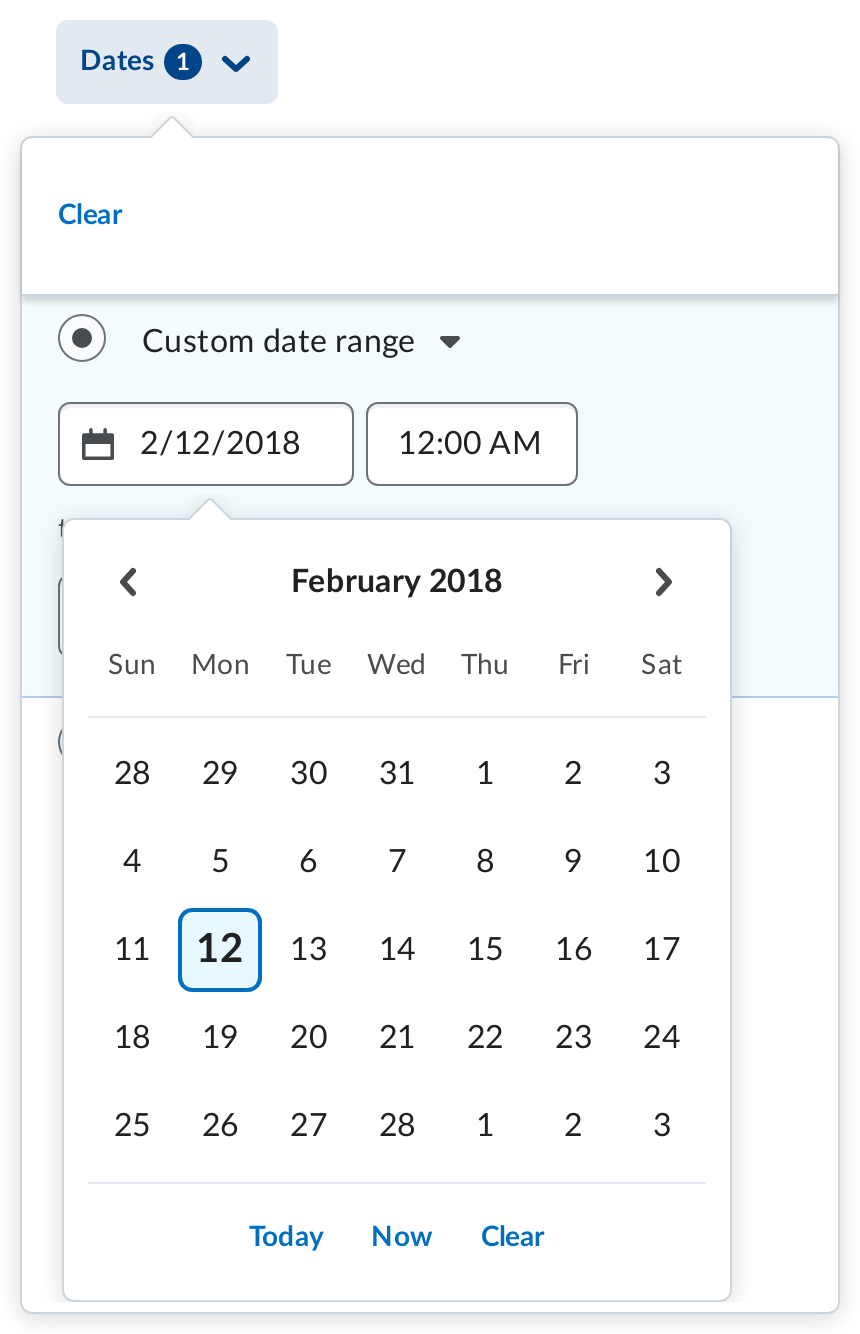 Dates 1
Clear
Custom date range
2/12/2018 12:00 AM
February 2018
Sun Mon Tue Wed Thu Fri Sat
28 29 30 31 1 2 3
4 5 6 7 8 9 10
11 12 13 14 15 16 17
18 19 20 21 22 23 24
25 26 27 28 1 2 3
Today Now Clear